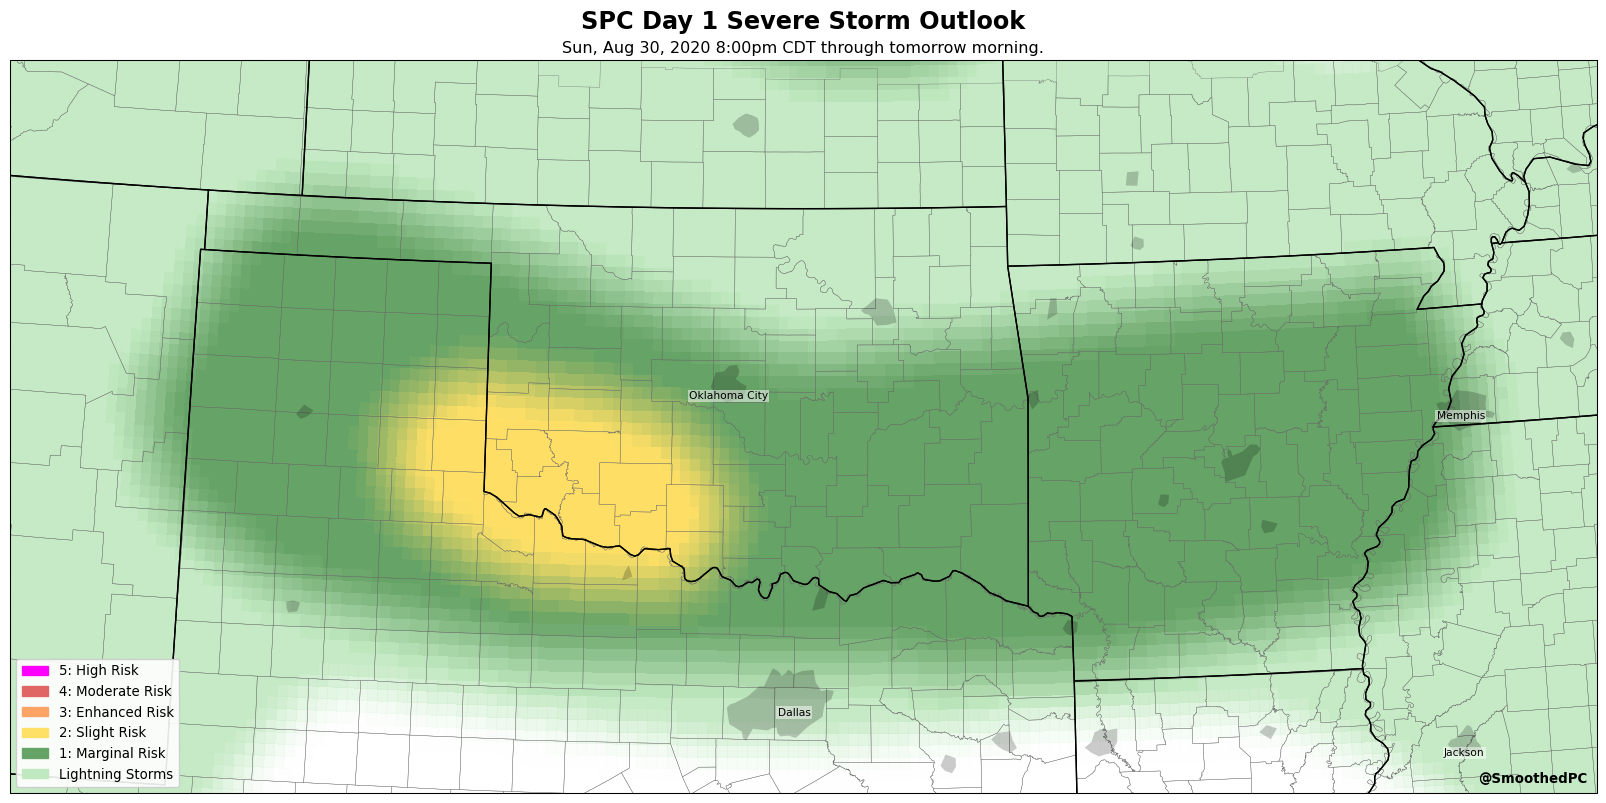 SPC Day 1 Severe Storm Outlook
Sun, Aug 30, 2020 8:00pm CDT through tomorrow morning.
Oklahoma City
Memphis
Dallas
Jackson
5: High Risk
4: Moderate Risk
3: Enhanced Risk
2: Slight Risk
1: Marginal Risk
Lightning Storms
@SmoothedPC